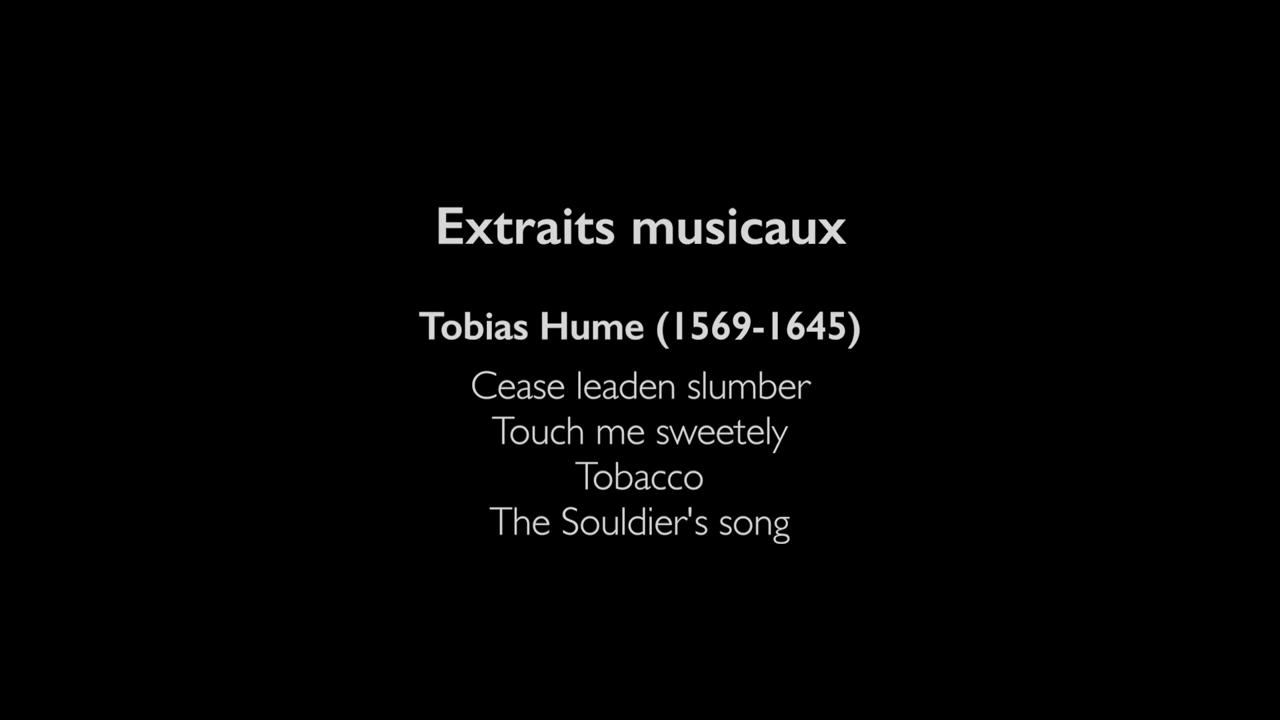 Extraits musicaux
Tobias Hume (1569-1645)
Cease leaden slumber
Touch me sweetely
Tobacco
The Souldier's song